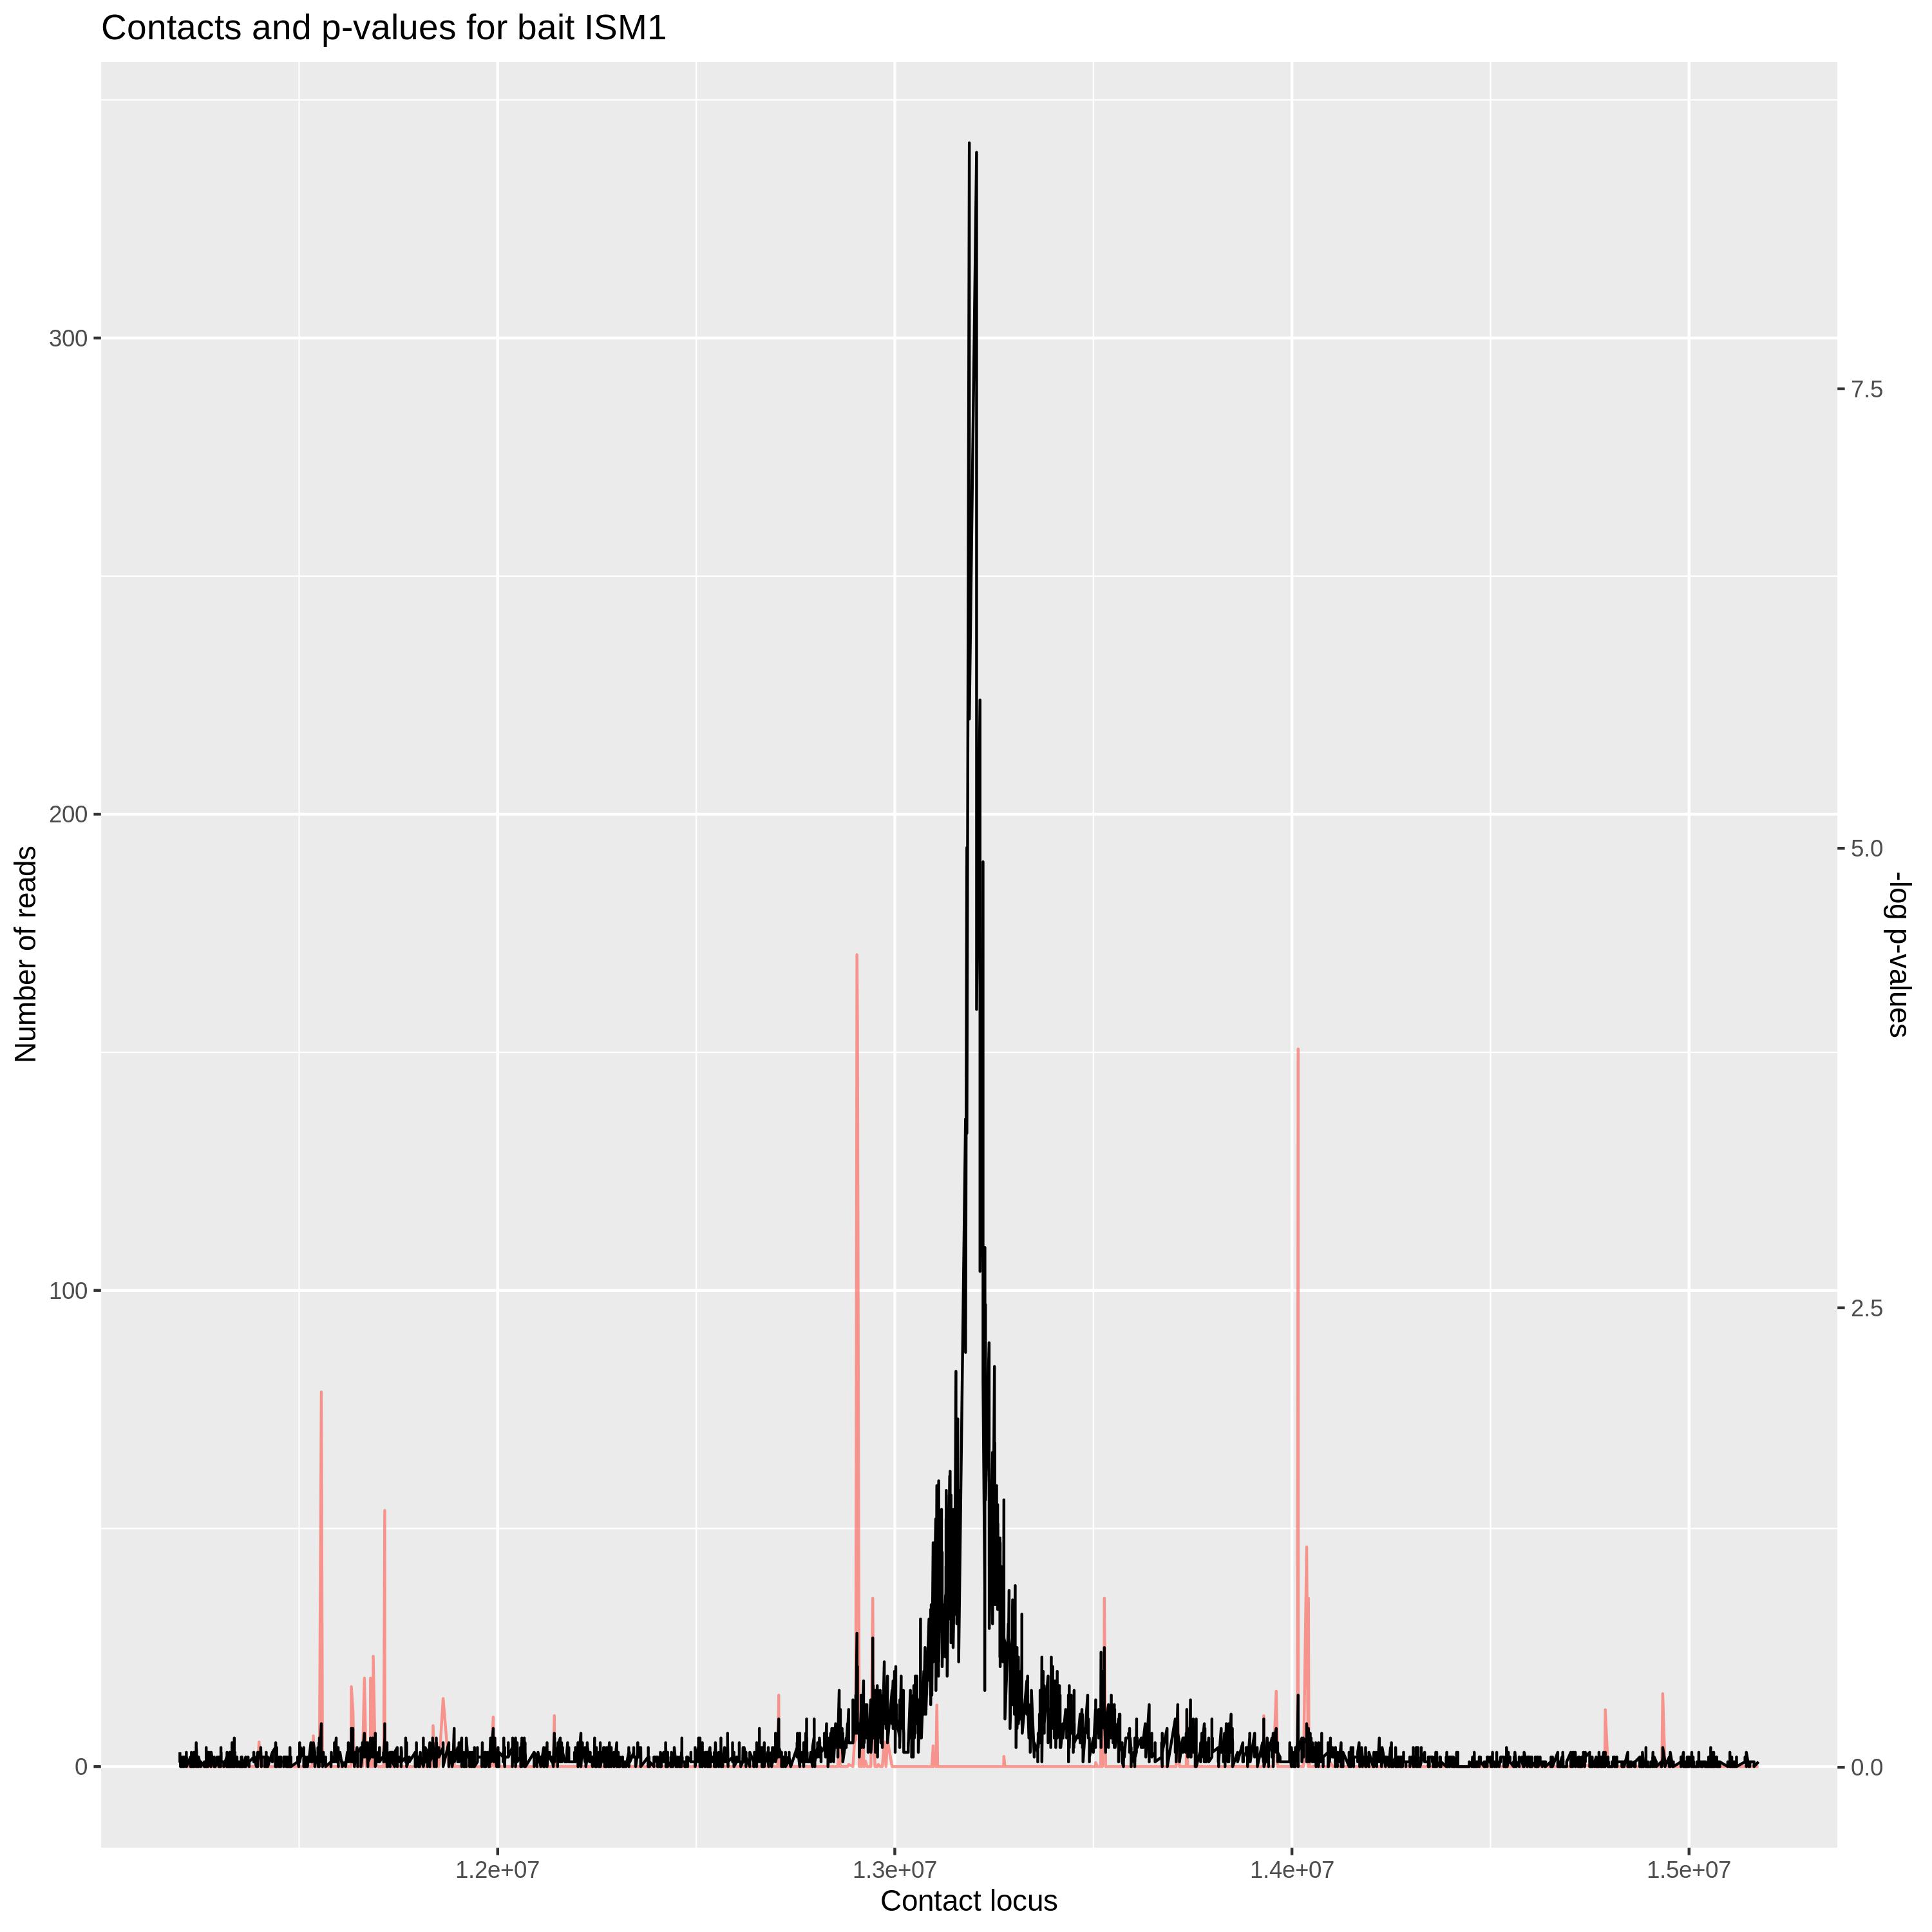 Contacts and p-values for bait ISM1
300
200
100
0
Number of reads
7.5
5.0
2.5
0.0
-log p-values
1.2e+07
1.3e+07
1.4e+07
1.5e+07
Contact locus